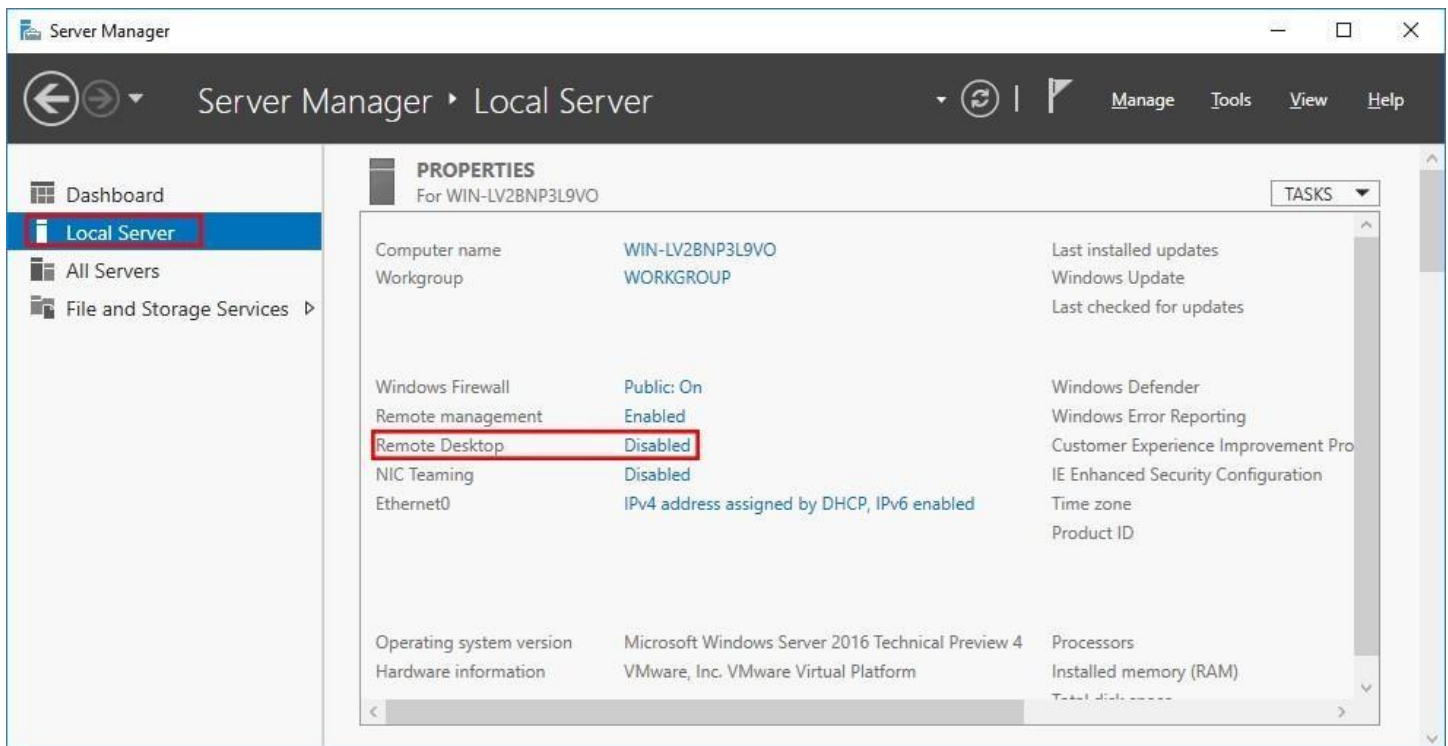 Server Manager
Server Manager ‣ Local Server
Manage Tools View Help
Dashboard
Local Server
All Servers
File and Storage Services
PROPERTIES
For WIN-LV2BNP3L9VO
TASKS
Computer name WIN-LV2BNP3L9VO Last installed updates
Workgroup WORKGROUP Windows Update
Last checked for updates
Windows Firewall Public: On Windows Defender
Remote management Enabled Windows Error Reporting
Remote Desktop Disabled Customer Experience Improvement Pro
NIC Teaming Disabled IE Enhanced Security Configuration
Ethernet0 IPv4 address assigned by DHCP, IPv6 enabled Time zone
Product ID
Operating system version Microsoft Windows Server 2016 Technical Preview 4 Processors
Hardware information VMware, Inc. VMware Virtual Platform Installed memory (RAM)
Total disk space